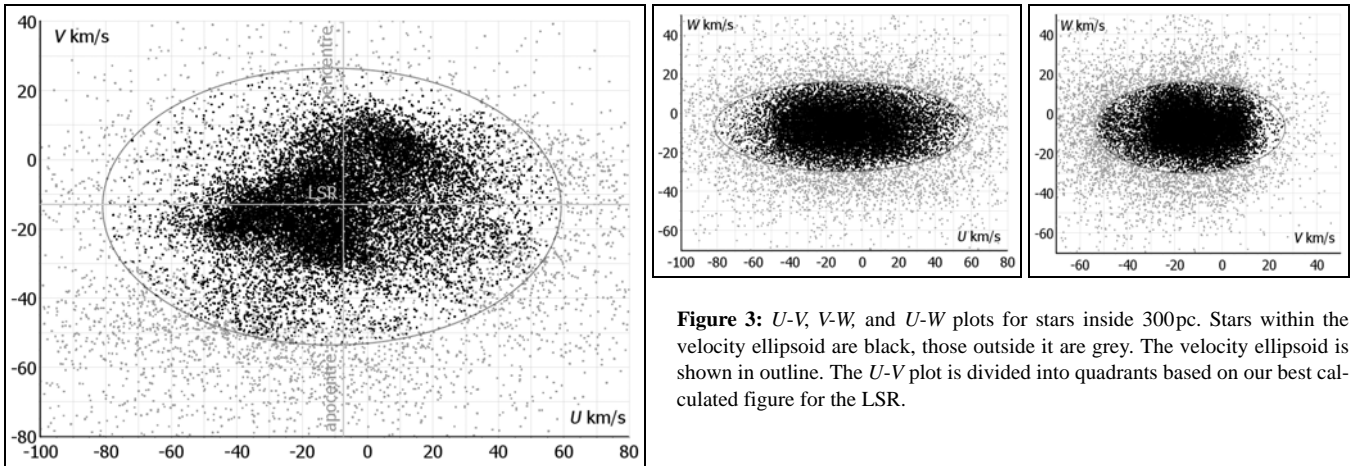 40
20
0
-20
-40
-60
-80
V km/s
LSR
apocentre
U km/s
-100 -80 -60 -40 -20 0 20 40 60 80
W km/s
40
20
0
-20
-40
-60
U km/s
-100 -80 -60 -40 -20 0 20 40 60 80
W km/s
40
20
0
-20
-40
-60
V km/s
-60 -40 -20 0 20 40
Figure 3: U-V, V-W, and U-W plots for stars inside 300pc. Stars within the
velocity ellipsoid are black, those outside it are grey. The velocity ellipsoid is
shown in outline. The U-V plot is divided into quadrants based on our best cal-
culated figure for the LSR.